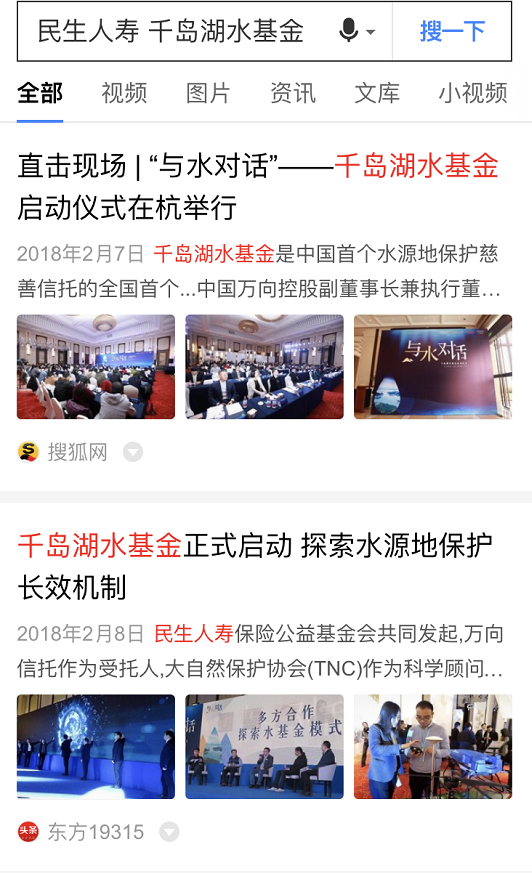 民生人寿 千岛湖水基金
搜一下
全部 视频 图片 资讯 文库 小视频
直击现场 | “与水对话”——千岛湖水基金
启动仪式在杭举行
2018年2月7日 千岛湖水基金是中国首个水源地保护慈
善信托的全国首个...中国万向控股副董事长兼执行董...
与水对话
搜狐网
千岛湖水基金正式启动 探索水源地保护
长效机制
2018年2月8日 民生人寿保险公益基金会共同发起,万向
信托作为受托人,大自然保护协会(TNC)作为科学顾问...
多方合作
探索水基金模式
头条
东方19315